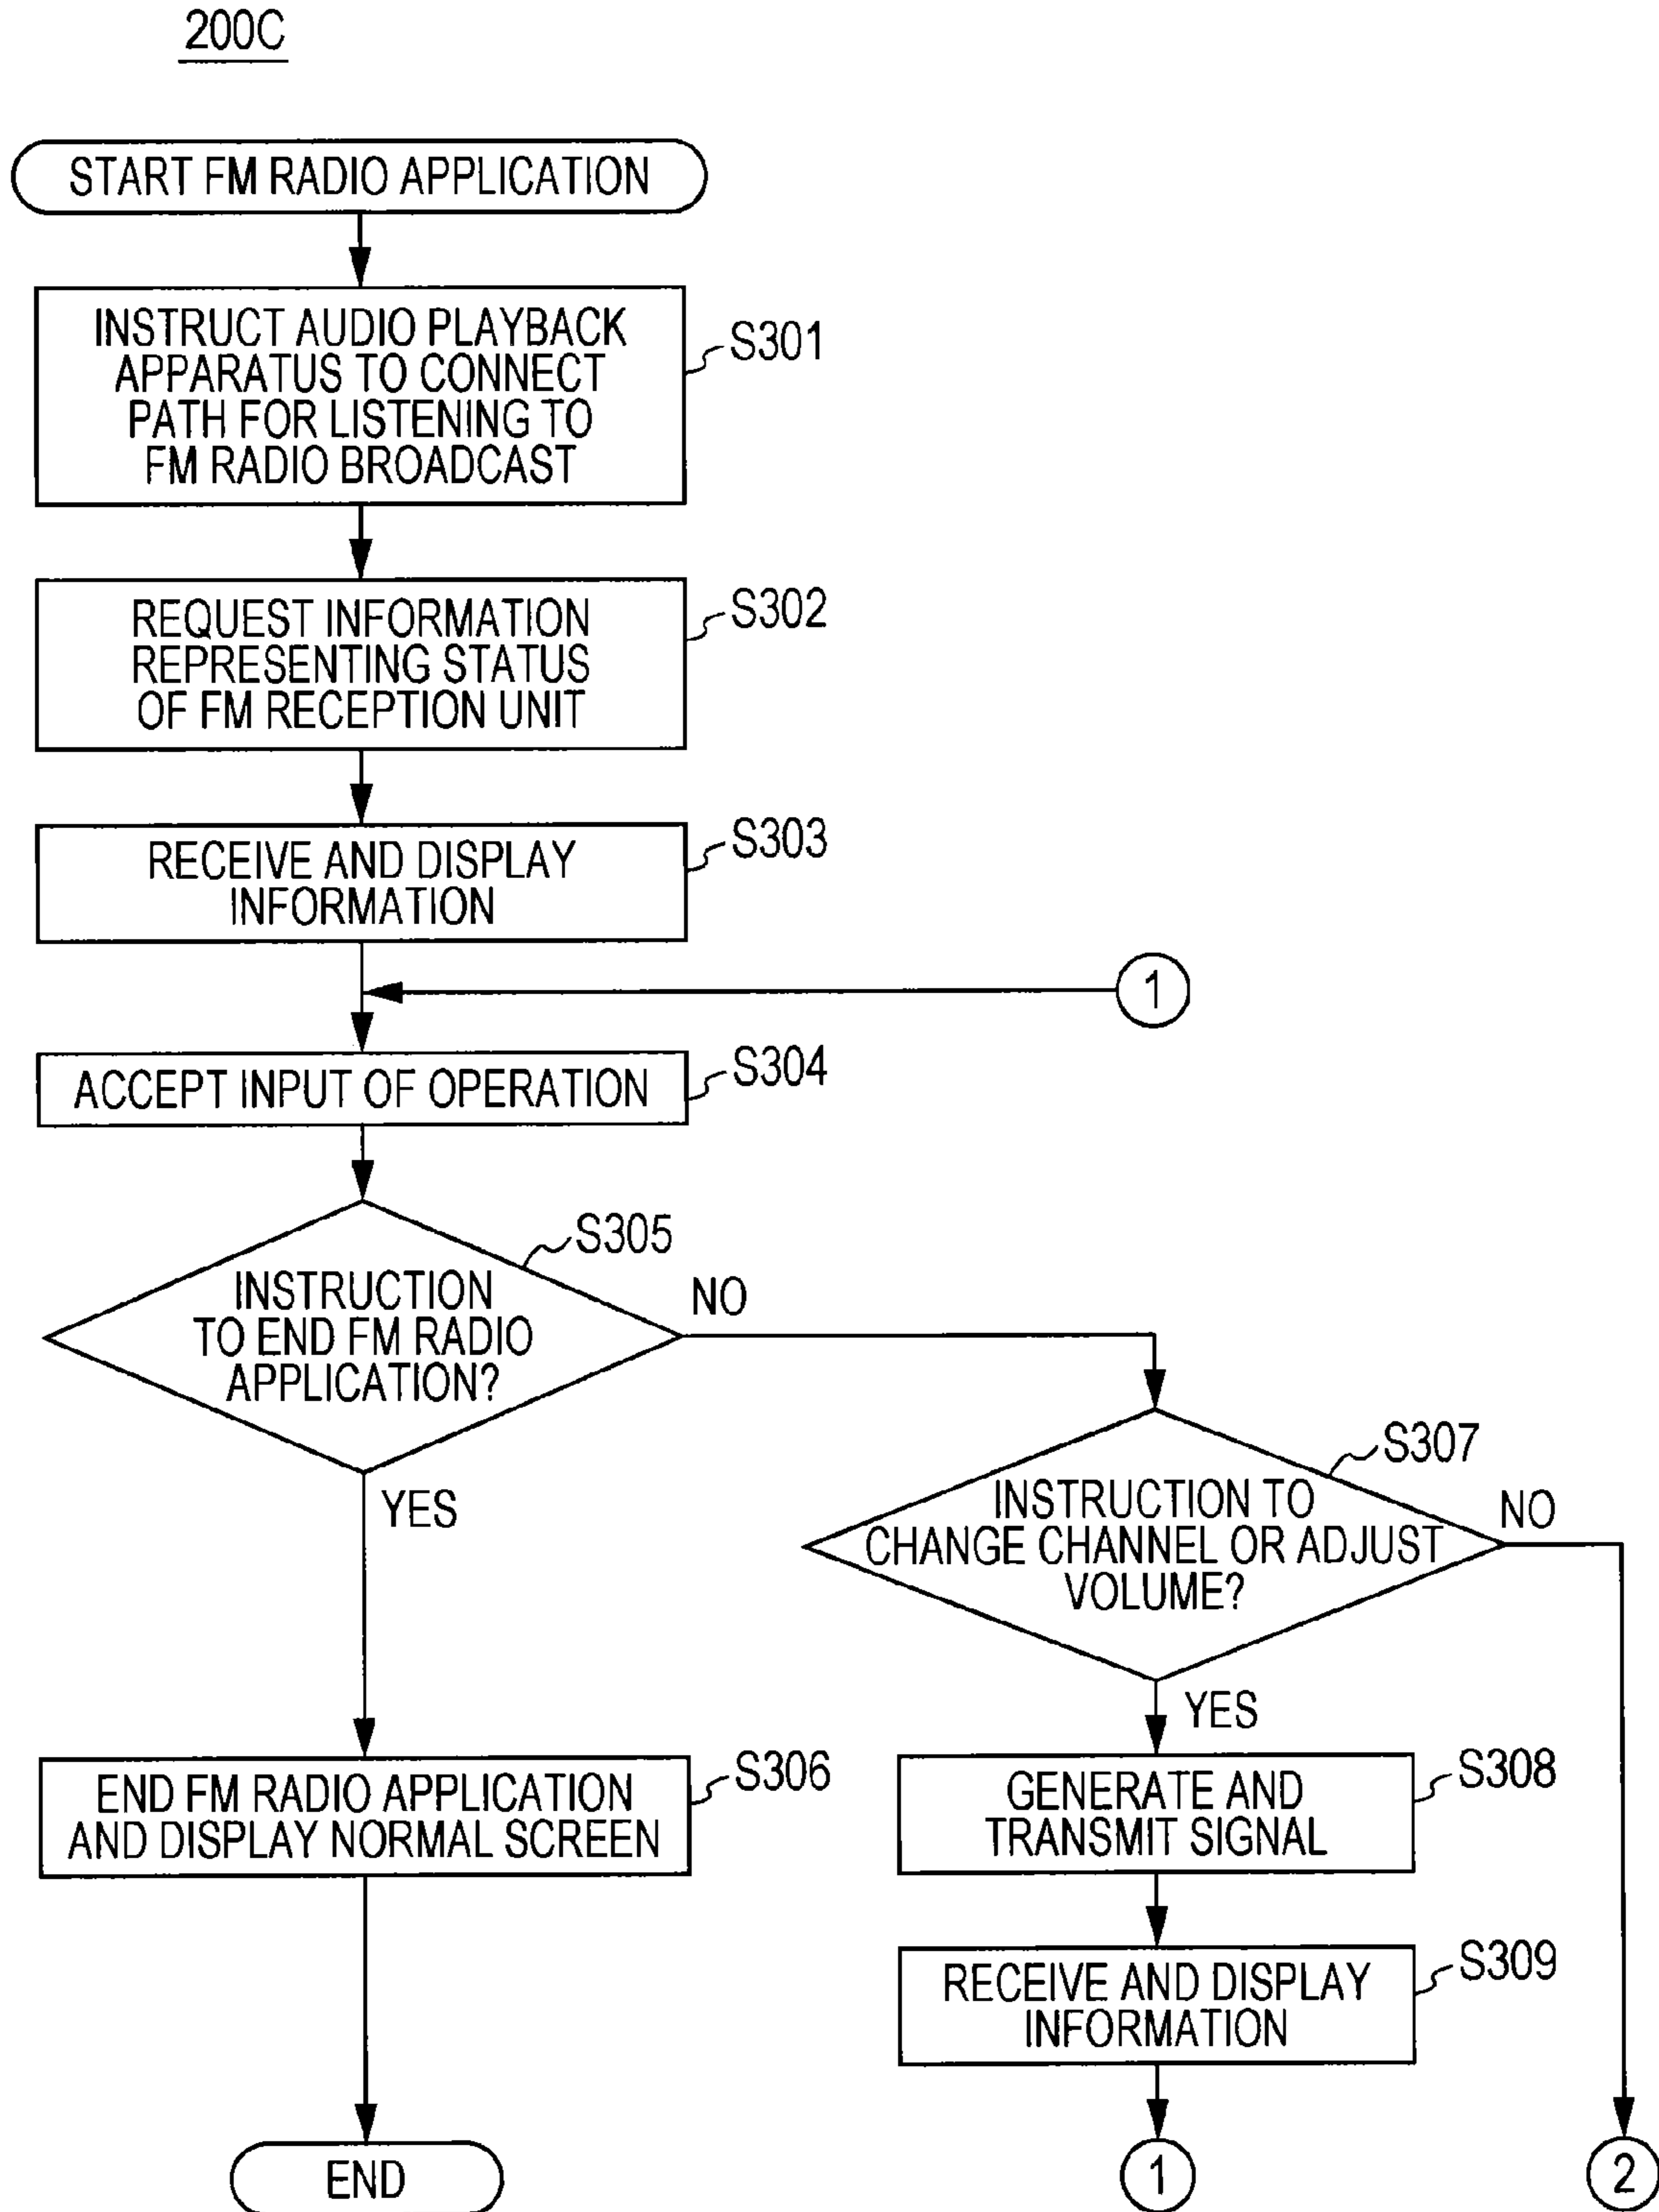 200C
START FM RADIO APPLICATION
INSTRUCT AUDIO PLAYBACK
APPARATUS TO CONNECT
PATH FOR LISTENING TO
FM RADIO BROADCAST
S301
REQUEST INFORMATION
REPRESENTING STATUS
OF FM RECEPTION UNIT
S302
RECEIVE AND DISPLAY
INFORMATION
S303
1
ACCEPT INPUT OF OPERATION
S304
S305
INSTRUCTION
TO END FM RADIO
APPLICATION?
NO
YES
S307
INSTRUCTION TO
CHANGE CHANNEL OR ADJUST
VOLUME?
NO
YES
END FM RADIO APPLICATION
AND DISPLAY NORMAL SCREEN
S306
GENERATE AND
TRANSMIT SIGNAL
S308
RECEIVE AND DISPLAY
INFORMATION
S309
END
1
2